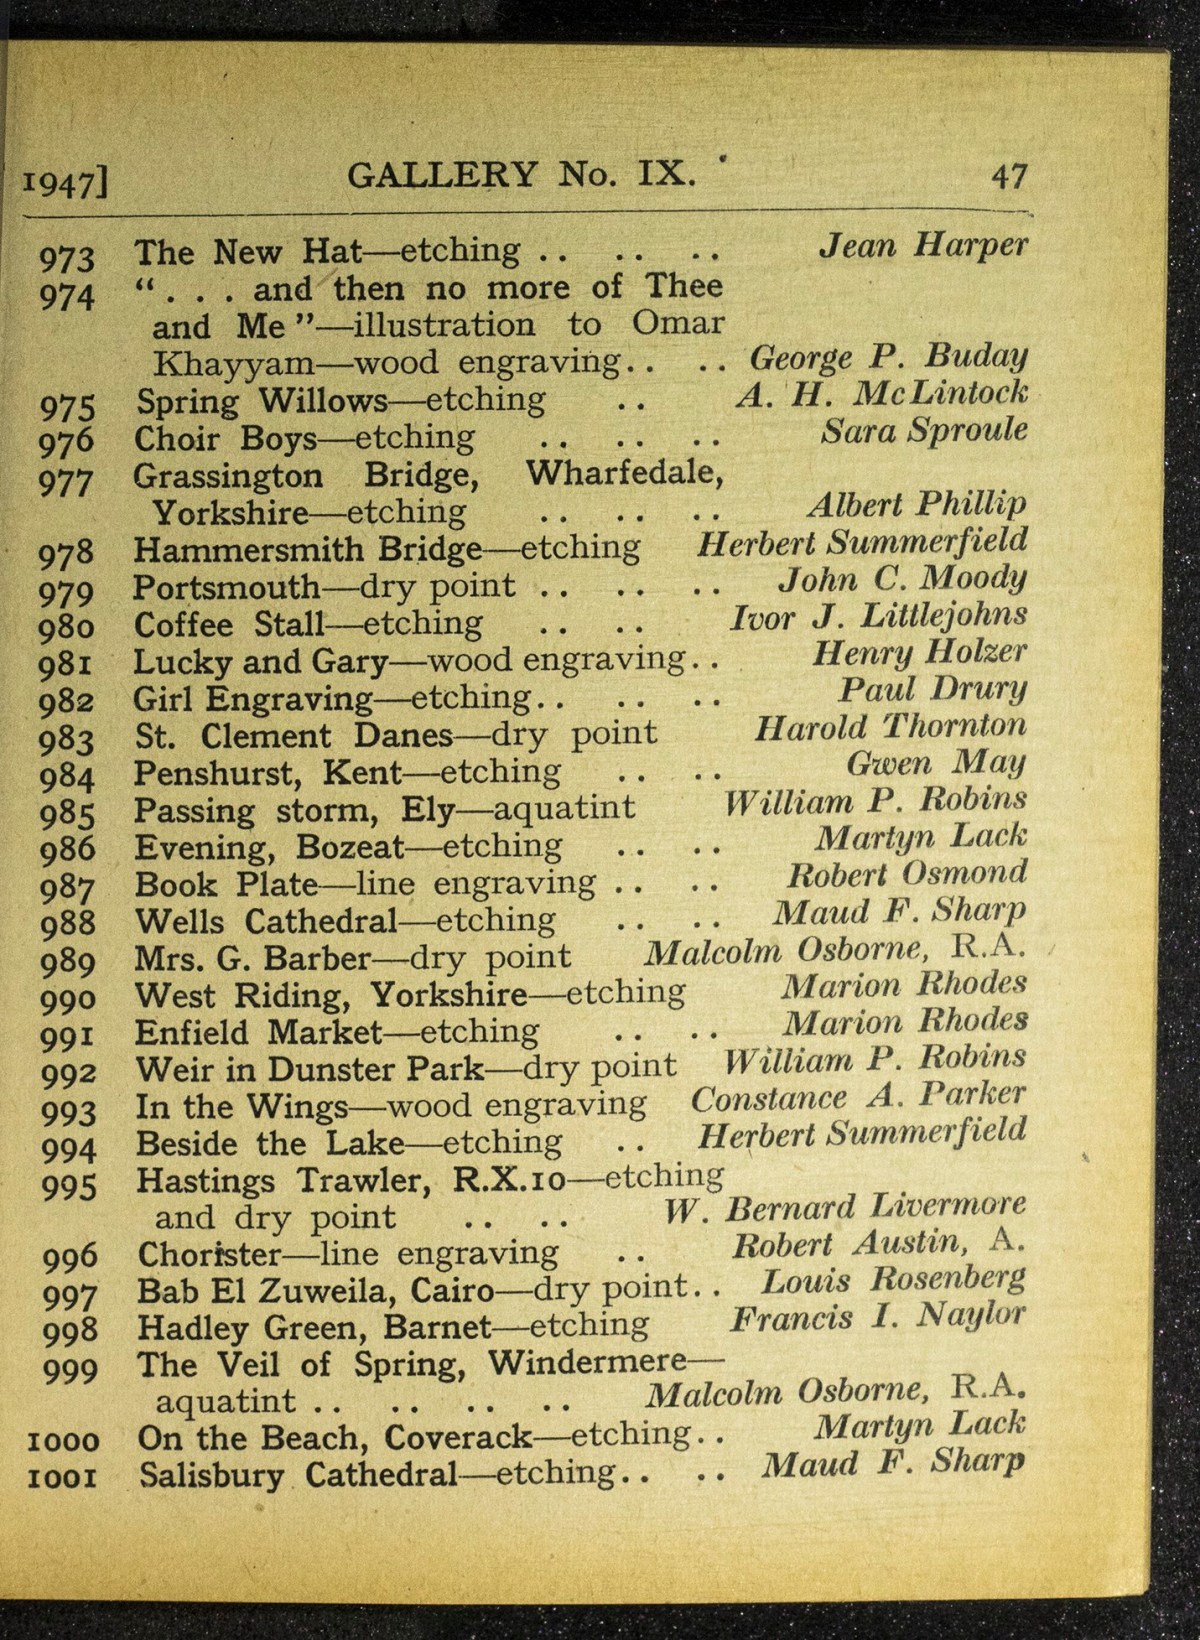 1947] GALLERY No. IX. 47
973 The New Hat—etching .. .. .. Jean Harper
974 “ . . . and then no more of Thee
and Me ”—illustration to Omar
Khayyam—wood engraving.. .. George P. Buday
975 Spring Willows—etching .. A. H. McLintock
976 Choir Boys—etching .. .. .. Sara Sproule
977 Grassington Bridge, Wharfedale,
Yorkshire—etching .. .. .. Albert Phillip
978 Hammersmith Bridge—etching Herbert Summerfield
979 Portsmouth—dry point .. .. .. John C. Moody
980 Coffee Stall—etching .. .. Ivor J. Littlejohns
981 Lucky and Gary—wood engraving.. Henry Holzer
982 Girl Engraving—etching.. .. .. Paul Drury
983 St. Clement Danes—dry point Harold Thornton
984 Penshurst, Kent—etching .. .. Gwen May
985 Passing storm, Ely—aquatint William P. Robins
986 Evening, Bozeat—etching .. .. Martyn Lack
987 Book Plate—line engraving .. .. Robert Osmond
988 Wells Cathedral—etching .. .. Maud F. Sharp
989 Mrs. G. Barber—dry point Malcolm Osborne, R.A.
990 West Riding, Yorkshire—etching Marion Rhodes
991 Enfield Market—etching .. .. Marion Rhodes
992 Weir in Dunster Park—dry point William P. Robins
993 In the Wings—wood engraving Constance A. Parker
994 Beside the Lake—etching .. Herbert Summerfield
995 Hastings Trawler, R.X.10—etching
and dry point .. .. W. Bernard Livermore
996 Chorister—line engraving .. Robert Austin, A.
997 Bab El Zuweila, Cairo—dry point.. Louis Rosenberg
998 Hadley Green, Barnet—etching Francis I. Naylor
999 The Veil of Spring, Windermere—
aquatint .. .. .. .. Malcolm Osborne, R.A.
1000 On the Beach, Coverack—etching.. Martyn Lack
1001 Salisbury Cathedral—etching.. .. Maud F. Sharp